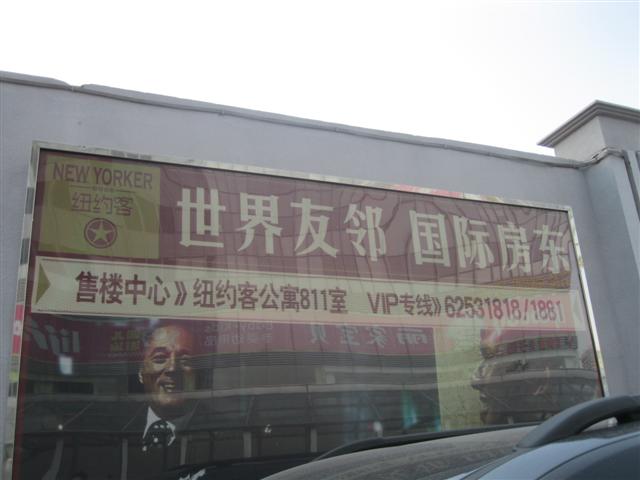 NEW YORKER
纽约客
世界友邻 国际房东
售楼中心》纽约客公寓811室 VIP专线》62531818/1881